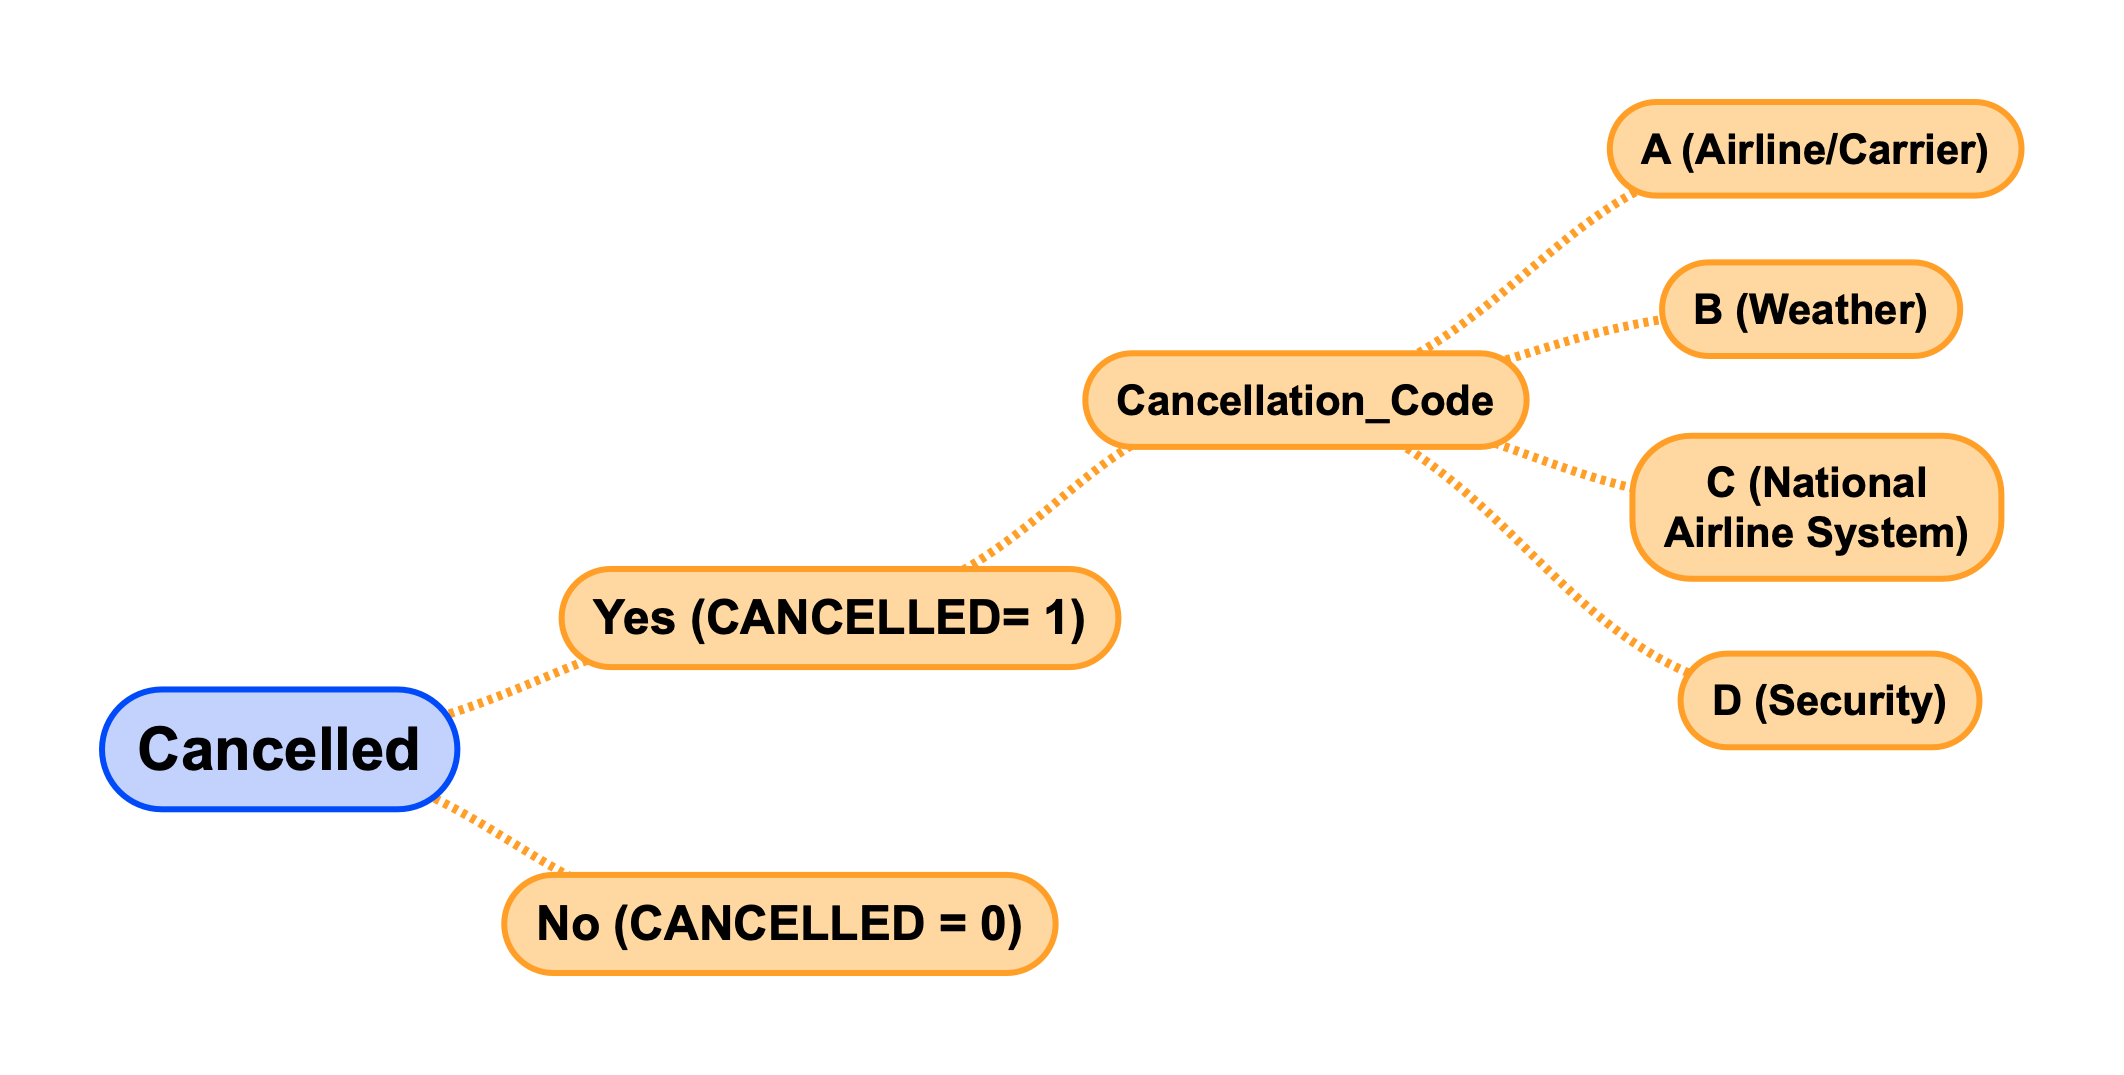 A (Airline/Carrier)
B (Weather)
Cancellation_Code
C (National
Airline System)
Yes (CANCELLED= 1)
D (Security)
Cancelled
No (CANCELLED = 0)